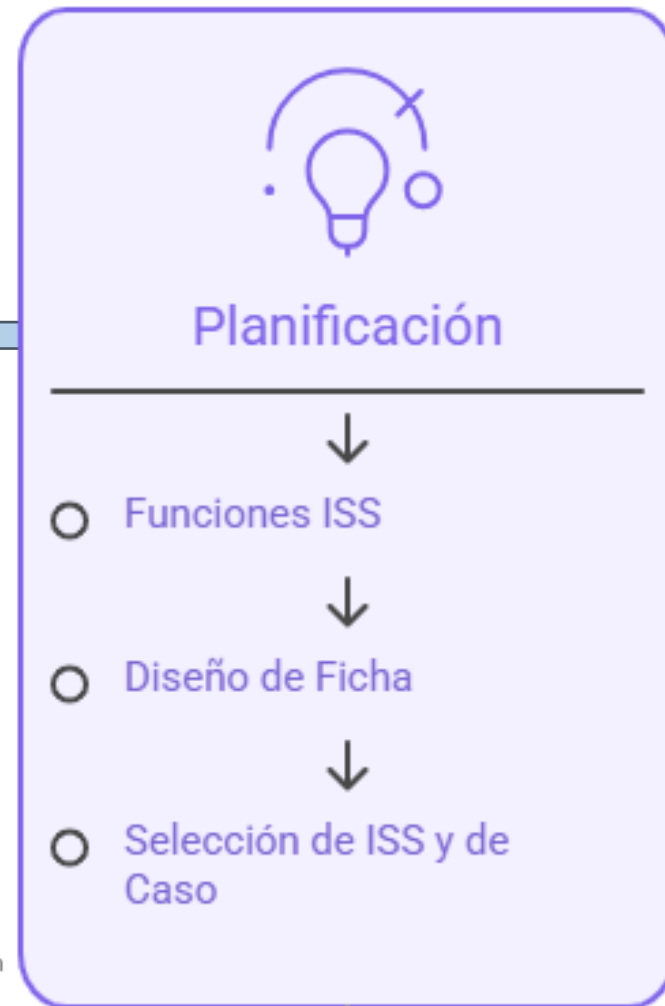 Planificación
Funciones ISS
Diseño de Ficha
Selección de ISS y de
Caso